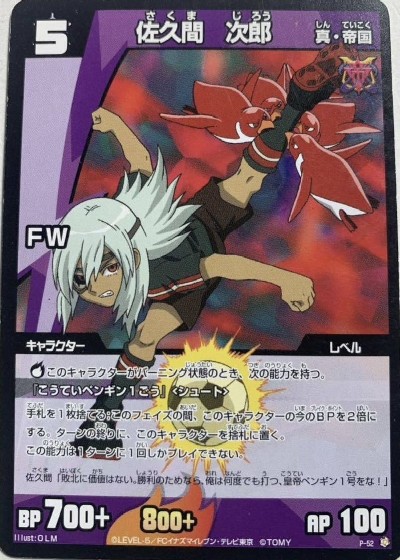 5
さくま じろう
佐久間 次郎
しん ていこく
真・帝国
FW
キャラクター
レベル
このキャラクターがバーニング状態のとき、次の能力を持つ。
『こうていペンギン1ごう』<シュート>
手札を1枚捨てる:このフェイズの間、このキャラクターの今のBPを2倍に
する。ターンの終りに、このキャラクターを捨札に置く。
この能力は1ターンに1回しかプレイできない。
佐久間「敗北に価値はない。勝利のためなら、俺は何度でも打つ、皇帝ペンギン1号をな!」
BP 700+ 800+ AP 100
Illust:OLM ©LEVEL-5/FCイナズマイレブン・テレビ東京 ©TOMY P-52